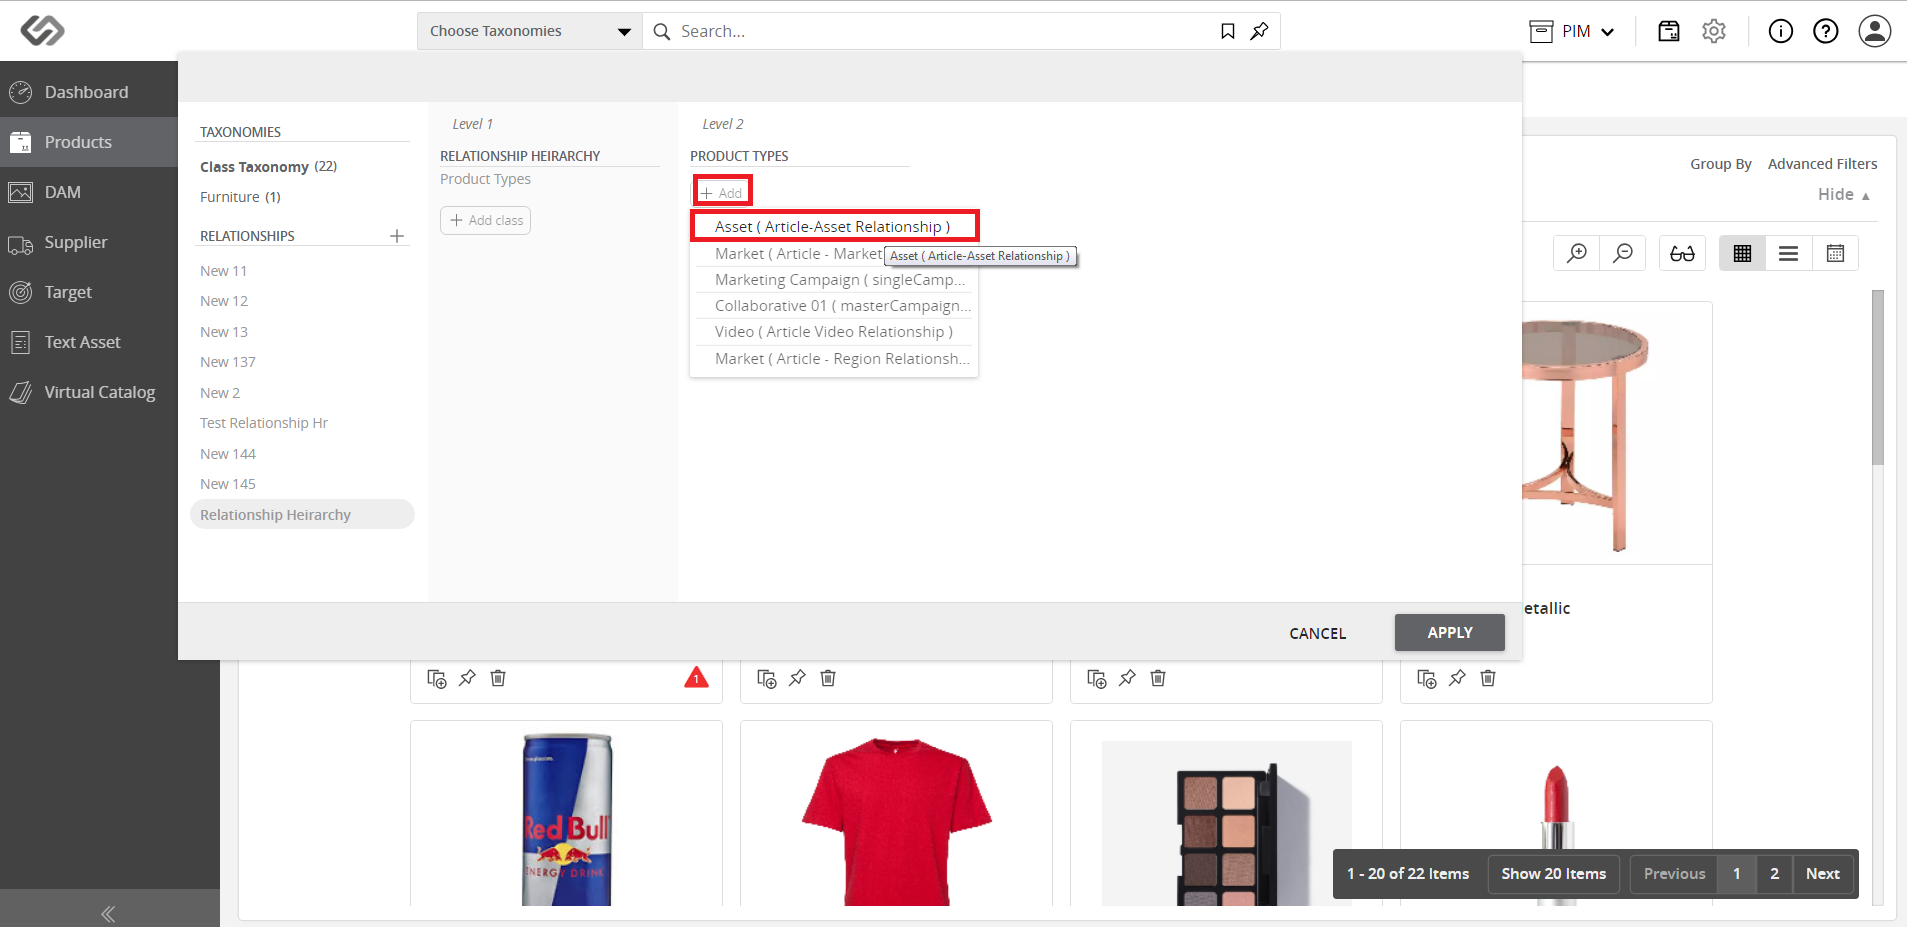 Choose Taxonomies
Search...
PIM
Dashboard
Products
DAM
Supplier
Target
Text Asset
Virtual Catalog
TAXONOMIES
Class Taxonomy (22)
Furniture (1)
RELATIONSHIPS
New 11
New 12
New 13
New 137
New 2
Test Relationship Hr
New 144
New 145
Relationship Heirarchy
Level 1
RELATIONSHIP HEIRARCHY
Product Types
Add class
Level 2
PRODUCT TYPES
Add
Asset ( Article-Asset Relationship )
Market ( Article - Market
Asset ( Article-Asset Relationship )
Marketing Campaign ( singleCamp...
Collaborative 01 ( masterCampaign...
Video ( Article Video Relationship )
Market ( Article - Region Relationsh...
Group By Advanced Filters
Hide
CANCEL
APPLY
etallic
1
Red Bull
ENERGY DRINK
1 - 20 of 22 Items
Show 20 Items
Previous
1
2
Next